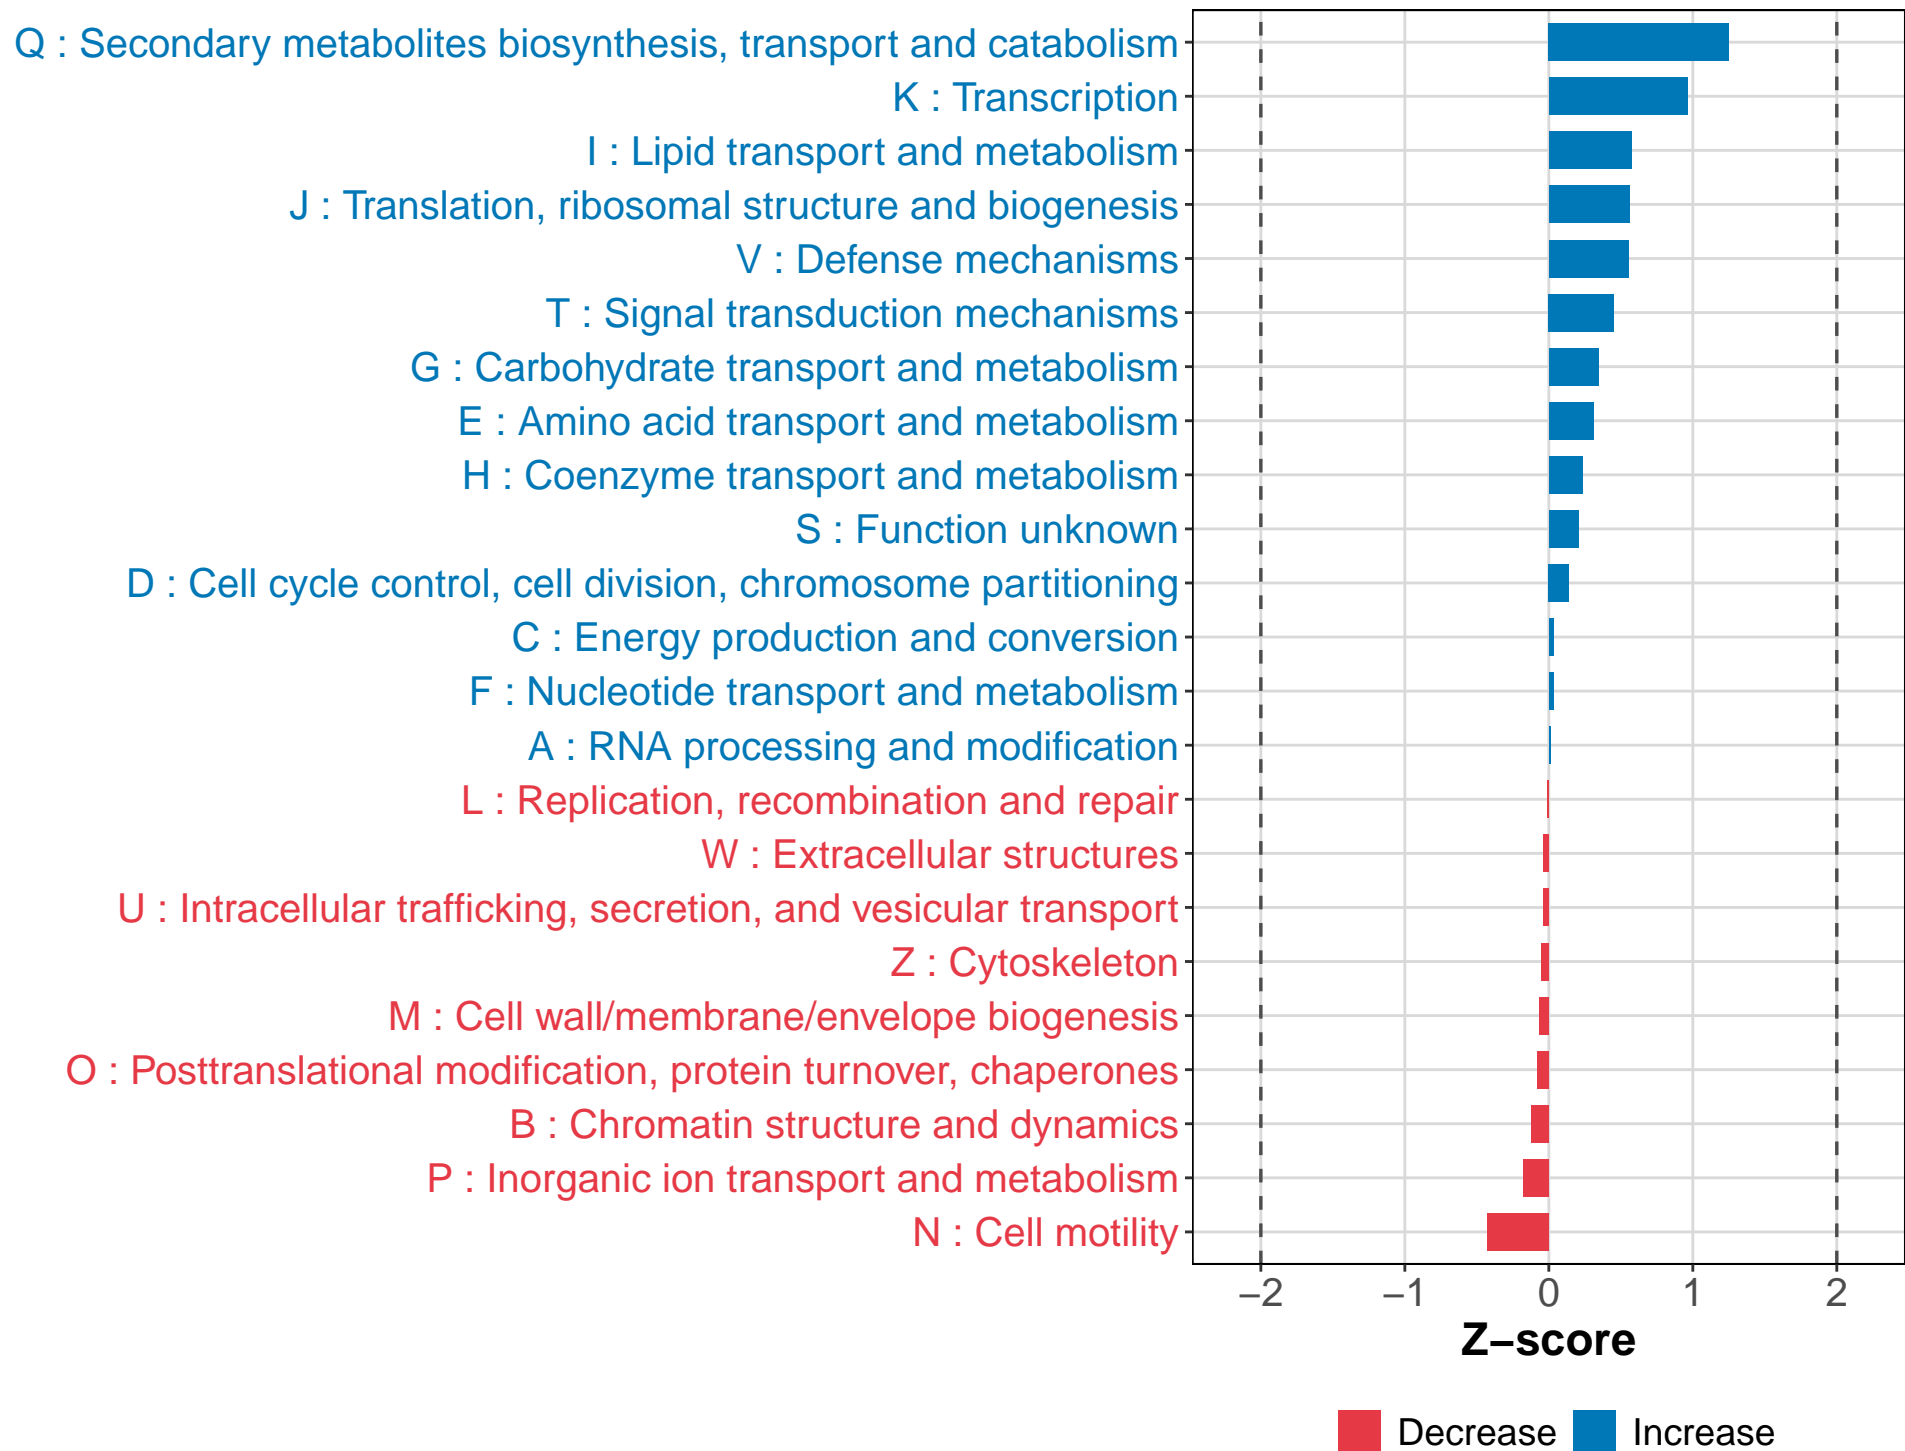 Q : Secondary metabolites biosynthesis, transport and catabolism
K : Transcription
I : Lipid transport and metabolism
J : Translation, ribosomal structure and biogenesis
V : Defense mechanisms
T : Signal transduction mechanisms
G : Carbohydrate transport and metabolism
E : Amino acid transport and metabolism
H : Coenzyme transport and metabolism
S : Function unknown
D : Cell cycle control, cell division, chromosome partitioning
C : Energy production and conversion
F : Nucleotide transport and metabolism
A : RNA processing and modification
L : Replication, recombination and repair
W : Extracellular structures
U : Intracellular trafficking, secretion, and vesicular transport
Z : Cytoskeleton
M : Cell wall/membrane/envelope biogenesis
O : Posttranslational modification, protein turnover, chaperones
B : Chromatin structure and dynamics
P : Inorganic ion transport and metabolism
N : Cell motility
−2 −1 0 1 2
Z−score
Decrease Increase